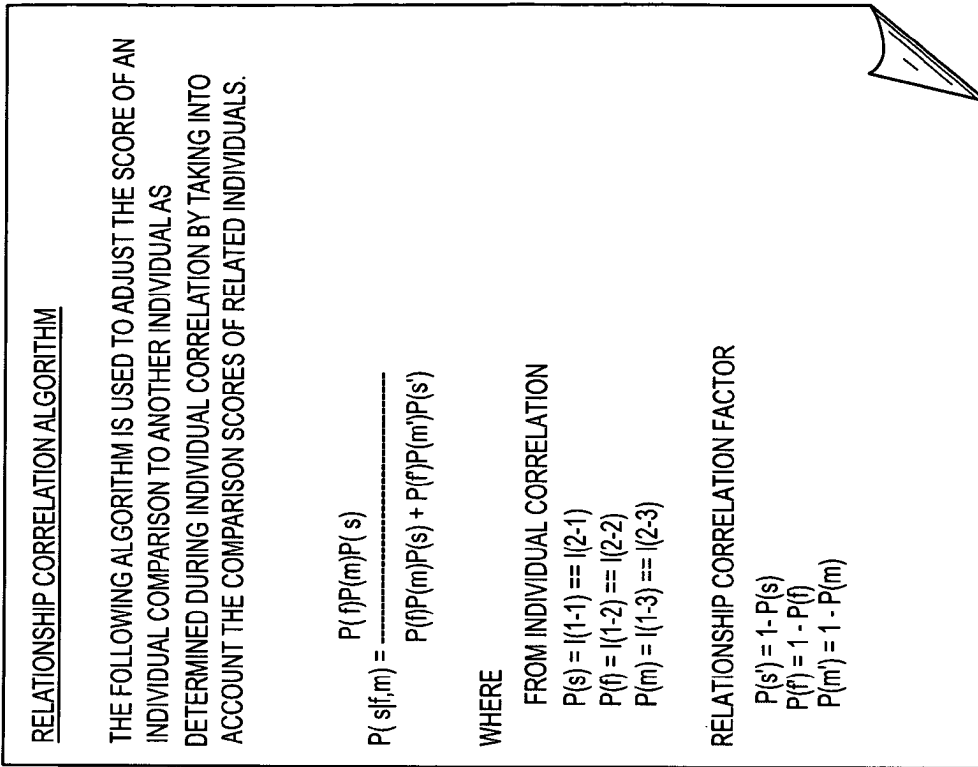 RELATIONSHIP CORRELATION ALGORITHM
THE FOLLOWING ALGORITHM IS USED TO ADJUST THE SCORE OF AN
INDIVIDUAL COMPARISON TO ANOTHER INDIVIDUAL AS
DETERMINED DURING INDIVIDUAL CORRELATION BY TAKING INTO
ACCOUNT THE COMPARISON SCORES OF RELATED INDIVIDUALS.
P(f)P(m)P(s)
P(s|f,m) = --------------------------------
P(f)P(m)P(s) + P(f')P(m')P(s')
WHERE
FROM INDIVIDUAL CORRELATION
P(s) = I(1-1) == I(2-1)
P(f) = I(1-2) == I(2-2)
P(m) = I(1-3) == I(2-3)
RELATIONSHIP CORRELATION FACTOR
P(s') = 1-P(s)
P(f') = 1 - P(f)
P(m') = 1 - P(m)